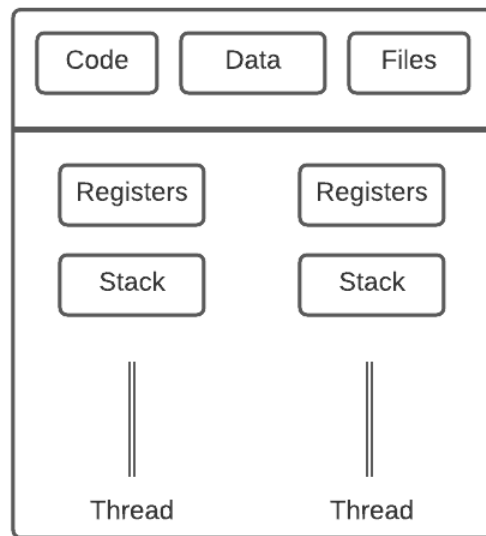 Code Data Files
Registers Registers
Stack Stack
Thread Thread